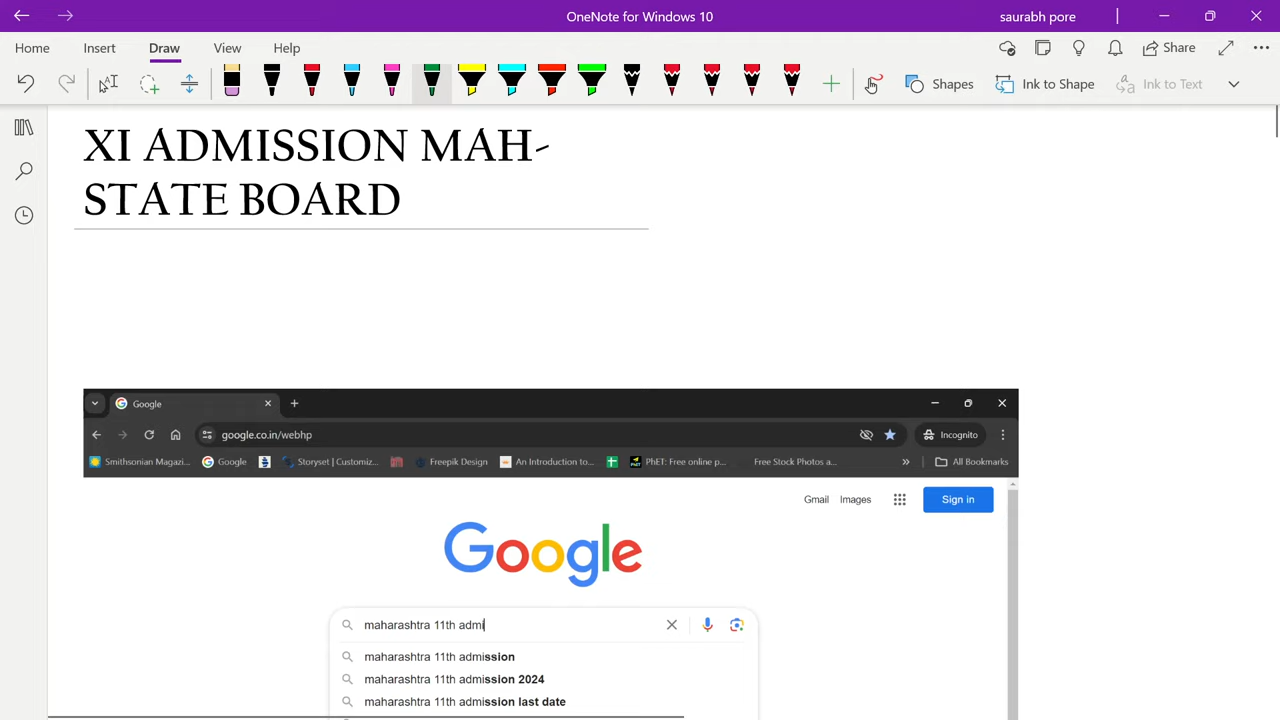 OneNote for Windows 10
saurabh pore
Home Insert Draw View Help
Share
Shapes Ink to Shape Ink to Text
XI ADMISSION MAH-
STATE BOARD
Google
google.co.in/webhp
Incognito
Smithsonian Magazi... Google Storyset | Customiz... Freepik Design An Introduction to... PhET: Free online p... Free Stock Photos a... » All Bookmarks
Gmail Images Sign in
Google
maharashtra 11th admi
maharashtra 11th admission
maharashtra 11th admission 2024
maharashtra 11th admission last date